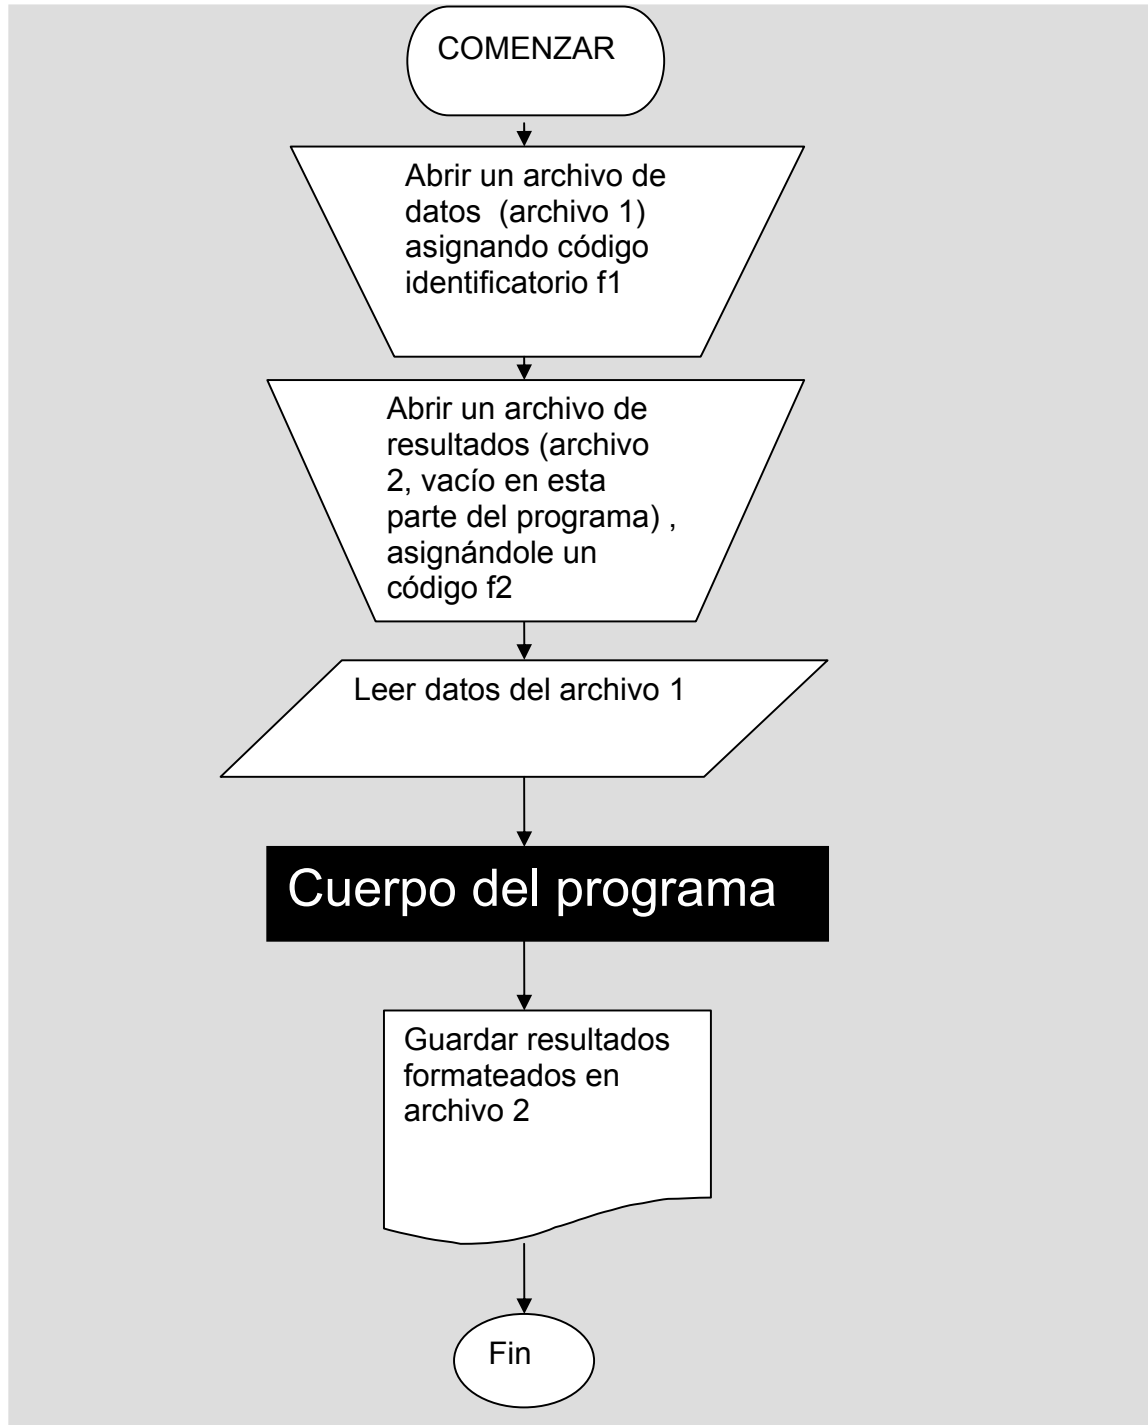 COMENZAR
Abrir un archivo de
datos  (archivo 1)
asignando código
identificatorio f1
Abrir un archivo de
resultados (archivo
2, vacío en esta
parte del programa) ,
asignándole un
código f2
Leer datos del archivo 1
Cuerpo del programa
Guardar resultados
formateados en
archivo 2
Fin